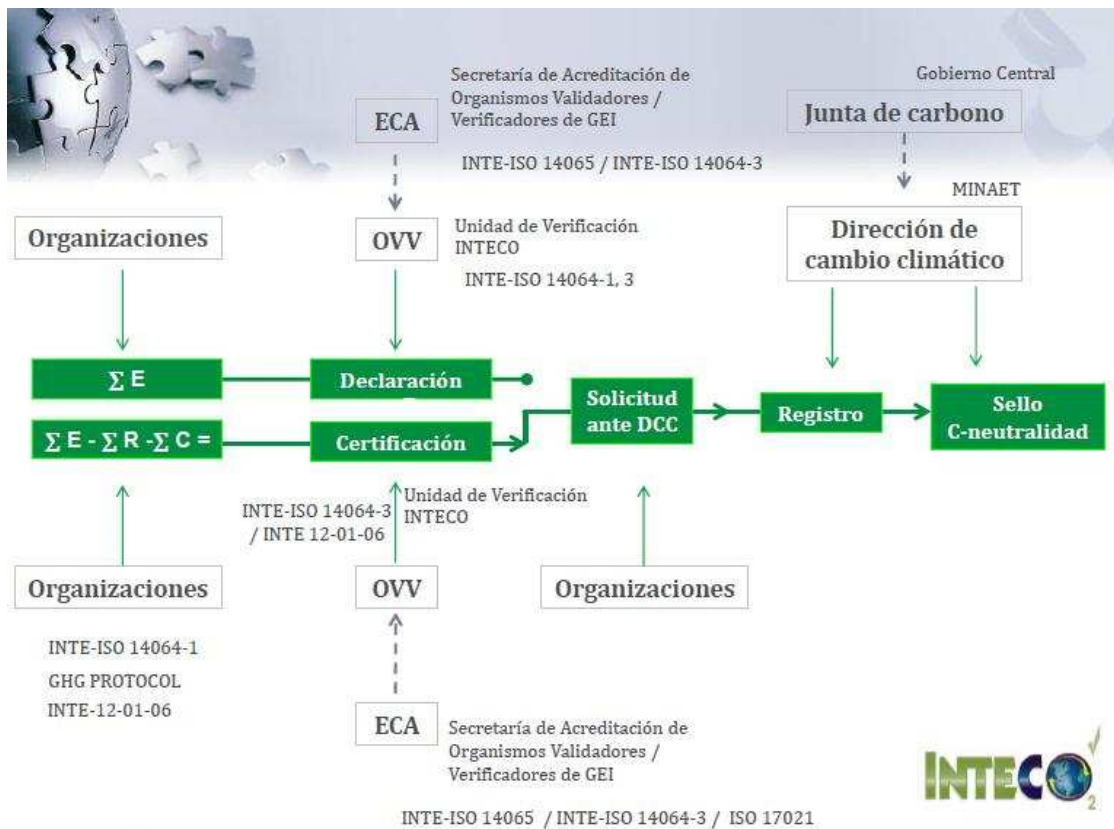 Secretaría de Acreditación de
Organismos Validadores /
Verificadores de GEI
Gobierno Central
ECA
Junta de carbono
INTE-ISO 14065 / INTE-ISO 14064-3
MINAET
Organizaciones
OVV
Unidad de Verificación
INTECO
Dirección de
cambio climático
INTE-ISO 14064-1, 3
Σ E
Declaración
Solicitud
ante DCC
Registro
Sello
C-neutralidad
Σ E - Σ R -Σ C =
Certificación
INTE-ISO 14064-3
/ INTE 12-01-06
Unidad de Verificación
INTECO
Organizaciones
OVV
Organizaciones
INTE-ISO 14064-1
GHG PROTOCOL
INTE-12-01-06
ECA
Secretaría de Acreditación de
Organismos Validadores /
Verificadores de GEI
INTE-ISO 14065 / INTE-ISO 14064-3 / ISO 17021
INTECO2